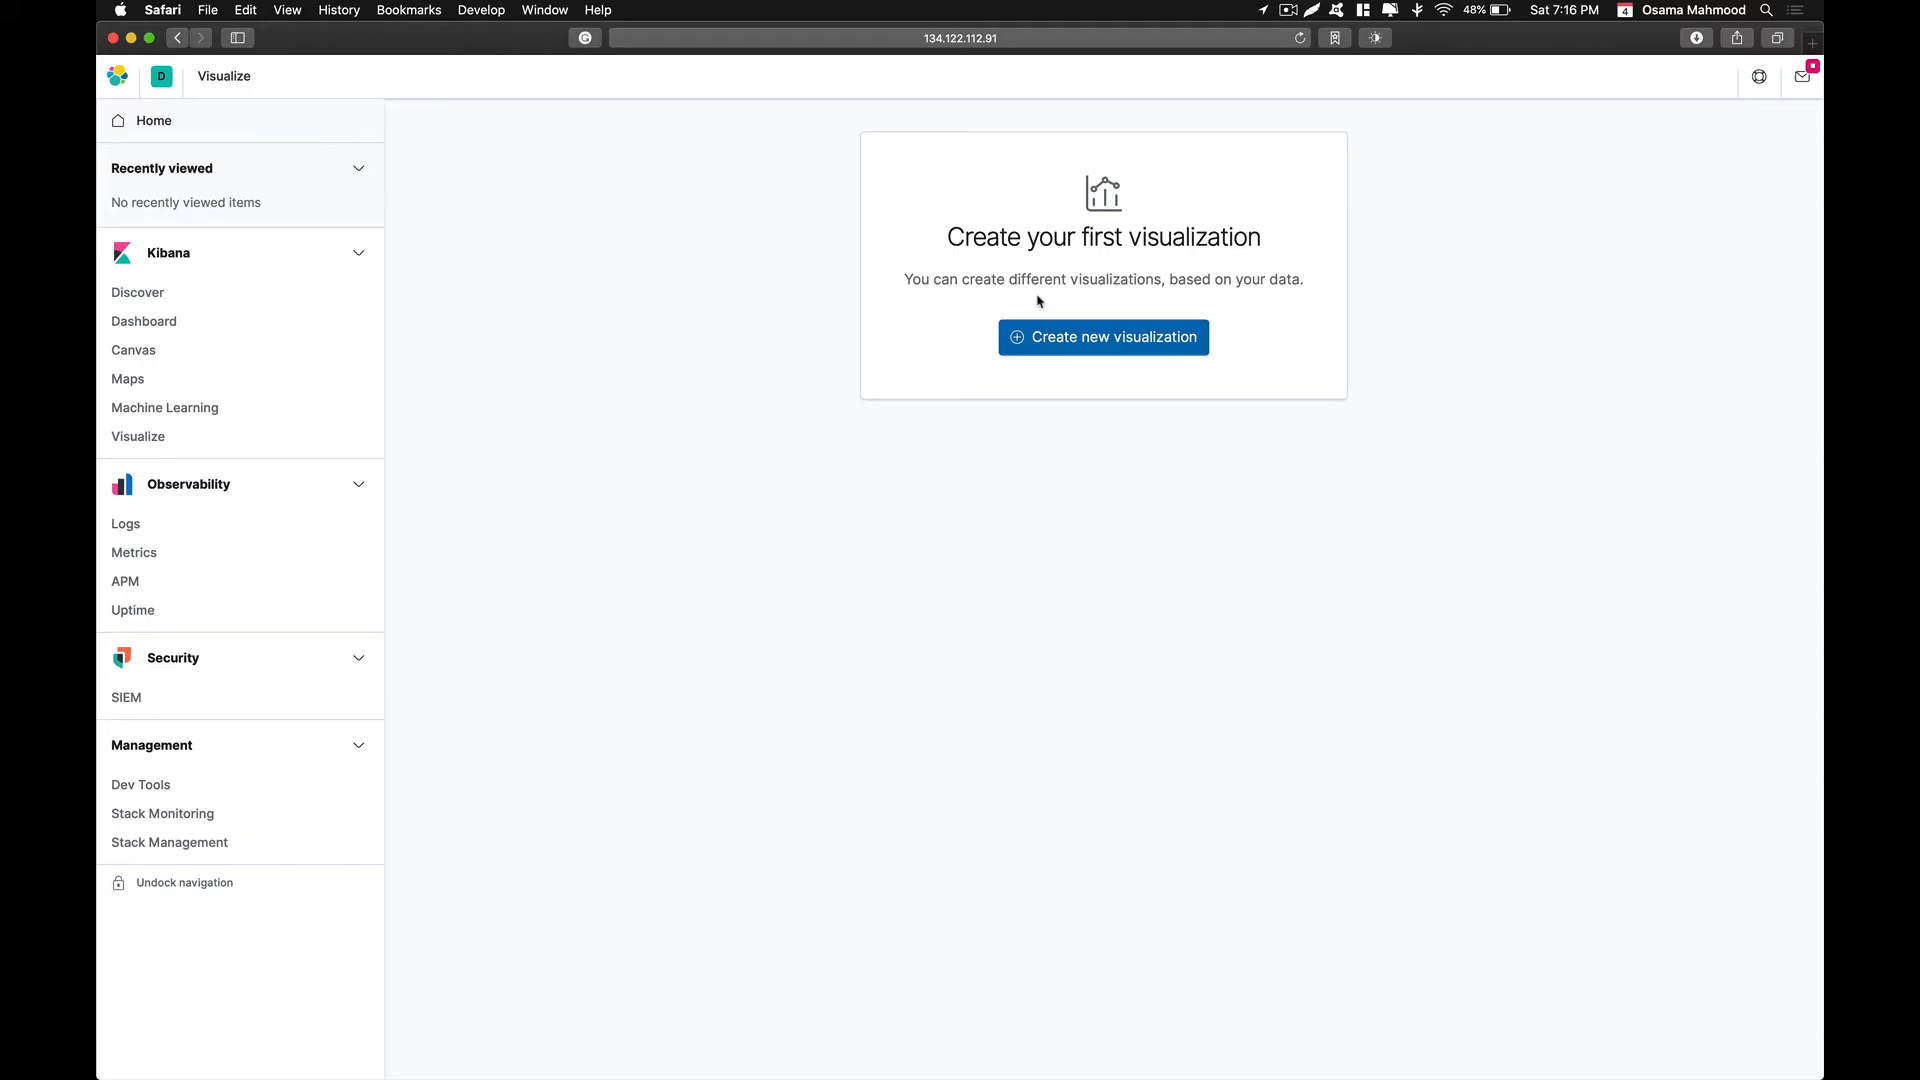 Safari File Edit View History Bookmarks Develop Window Help 48% Sat 7:16 PM 4 Osama Mahmood
134.122.112.91
D Visualize
Home
Recently viewed
No recently viewed items
Kibana
Discover
Dashboard
Canvas
Maps
Machine Learning
Visualize
Observability
Logs
Metrics
APM
Uptime
Security
SIEM
Management
Dev Tools
Stack Monitoring
Stack Management
Undock navigation
Create your first visualization
You can create different visualizations, based on your data.
Create new visualization